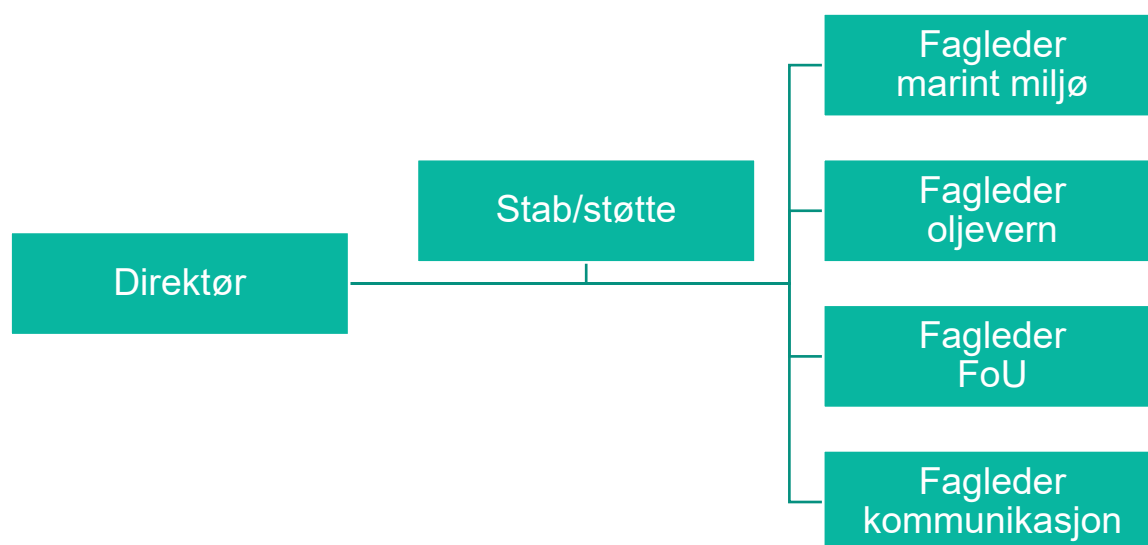 Direktør
Stab/støtte
Fagleder
marint miljø
Fagleder
oljevern
Fagleder
FoU
Fagleder
kommunikasjon